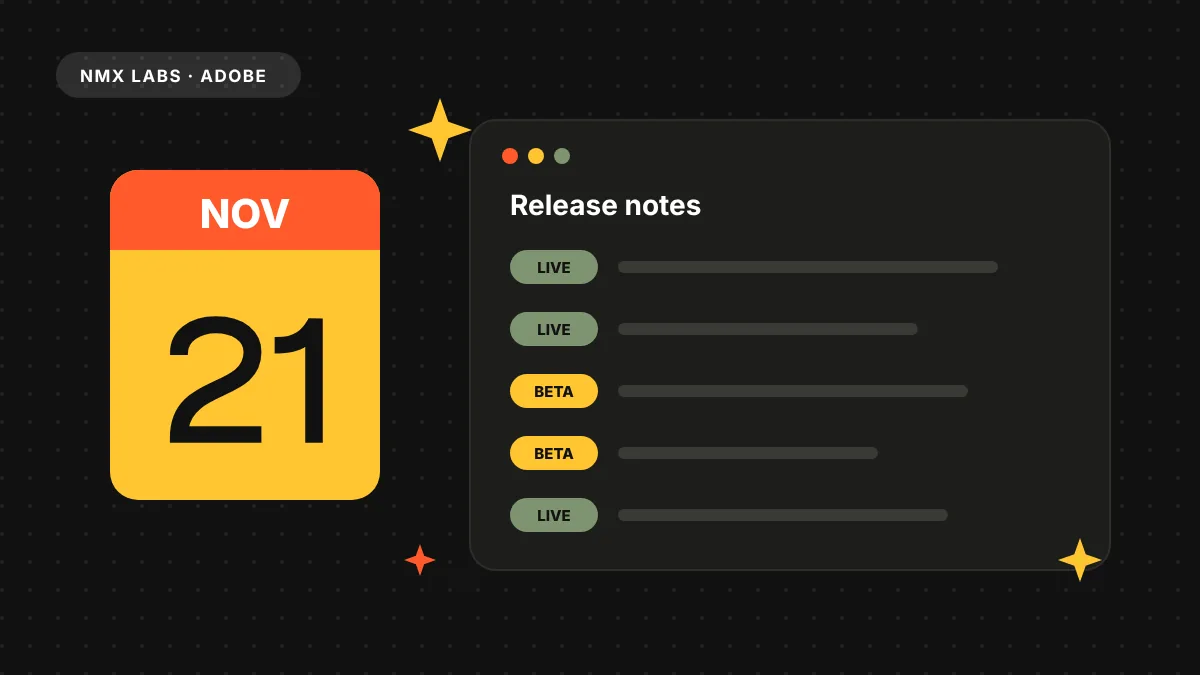 NMX LABS · ADOBE
NOV
21
Release notes
LIVE
LIVE
BETA
BETA
LIVE